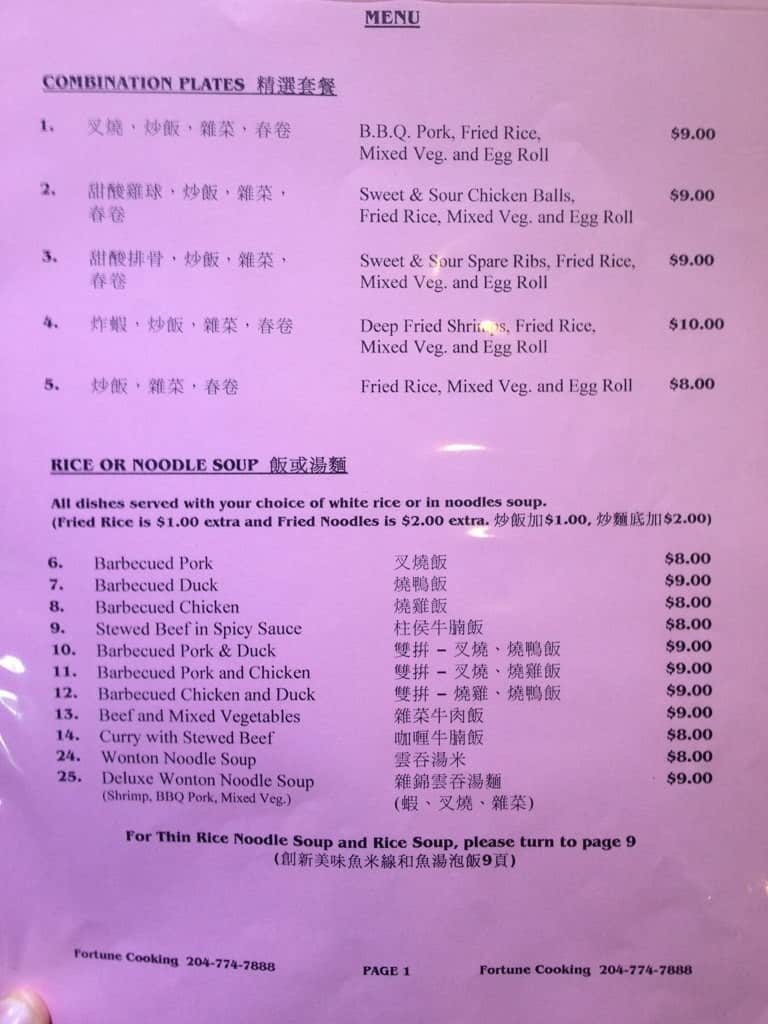 MENU
COMBINATION PLATES 精選套餐
1. 叉燒，炒飯，雜菜，春卷 B.B.Q. Pork, Fried Rice, $9.00
Mixed Veg. and Egg Roll
2. 甜酸雞球，炒飯，雜菜， Sweet & Sour Chicken Balls, $9.00
春卷 Fried Rice, Mixed Veg. and Egg Roll
3. 甜酸排骨，炒飯，雜菜， Sweet & Sour Spare Ribs, Fried Rice, $9.00
春卷 Mixed Veg. and Egg Roll
4. 炸蝦，炒飯，雜菜，春卷 Deep Fried Shrimps, Fried Rice, $10.00
Mixed Veg. and Egg Roll
5. 炒飯，雜菜，春卷 Fried Rice, Mixed Veg. and Egg Roll $8.00
RICE OR NOODLE SOUP 飯或湯麵
All dishes served with your choice of white rice or in noodles soup.
(Fried Rice is $1.00 extra and Fried Noodles is $2.00 extra. 炒飯加$1.00, 炒麵底加$2.00)
6. Barbecued Pork 叉燒飯 $8.00
7. Barbecued Duck 燒鴨飯 $9.00
8. Barbecued Chicken 燒雞飯 $8.00
9. Stewed Beef in Spicy Sauce 柱侯牛腩飯 $8.00
10. Barbecued Pork & Duck 雙拼 – 叉燒、燒鴨飯 $9.00
11. Barbecued Pork and Chicken 雙拼 – 叉燒、燒雞飯 $9.00
12. Barbecued Chicken and Duck 雙拼 – 燒雞、燒鴨飯 $9.00
13. Beef and Mixed Vegetables 雜菜牛肉飯 $9.00
14. Curry with Stewed Beef 咖喱牛腩飯 $8.00
24. Wonton Noodle Soup 雲吞湯米 $8.00
25. Deluxe Wonton Noodle Soup 雜錦雲吞湯麵 $9.00
(Shrimp, BBQ Pork, Mixed Veg.) (蝦、叉燒、雜菜)
For Thin Rice Noodle Soup and Rice Soup, please turn to page 9
(創新美味魚米線和魚湯泡飯9頁)
Fortune Cooking 204-774-7888 PAGE 1 Fortune Cooking 204-774-7888